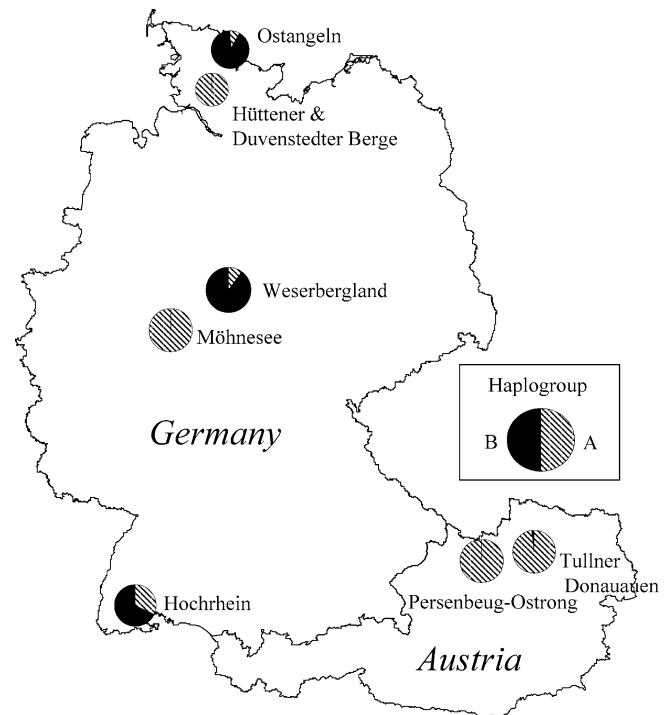 Ostangeln
Hüttener &
Duvenstedter Berge
Weserbergland
Möhnesee
Haplogroup
B A
Germany
Tullner
Donauauen
Persenbeug-Ostrong
Hochrhein
Austria